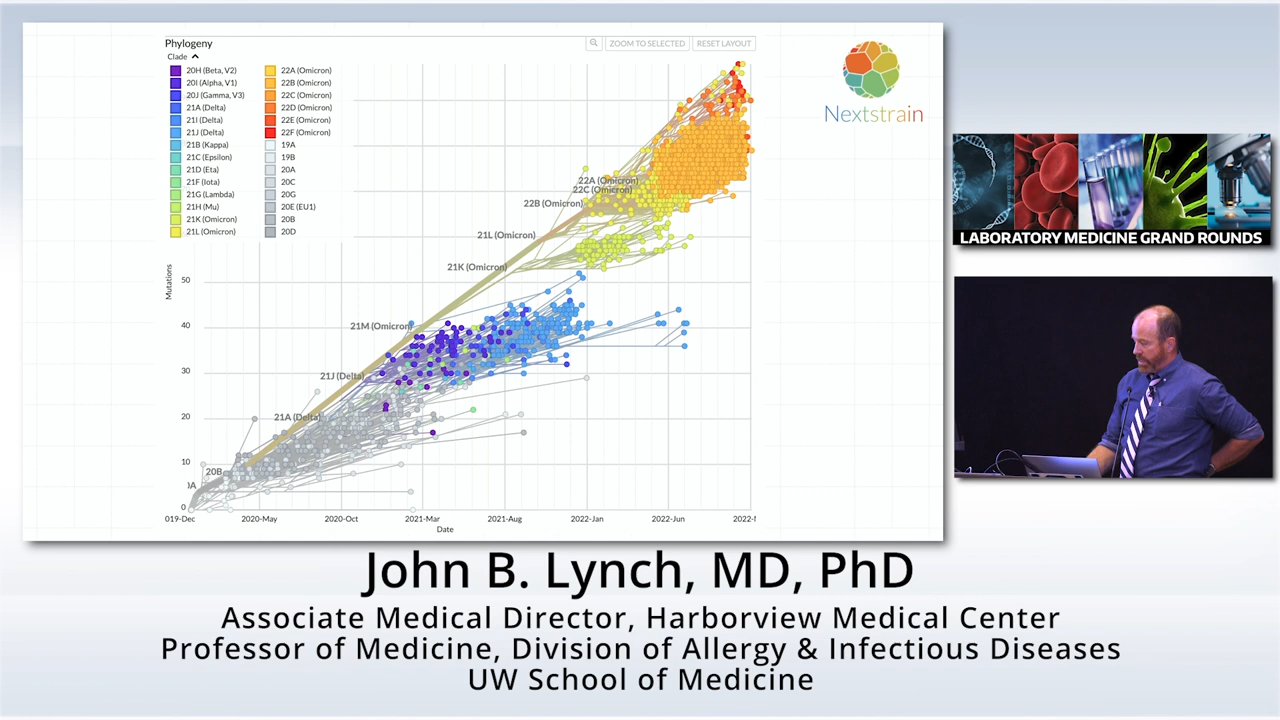 Phylogeny
ZOOM TO SELECTED
RESET LAYOUT
Clade
20H (Beta, V2)
20I (Alpha, V1)
20J (Gamma, V3)
21A (Delta)
21I (Delta)
21J (Delta)
21B (Kappa)
21C (Epsilon)
21D (Eta)
21F (Iota)
21G (Lambda)
21H (Mu)
21K (Omicron)
21L (Omicron)
22A (Omicron)
22B (Omicron)
22C (Omicron)
22D (Omicron)
22E (Omicron)
22F (Omicron)
19A
19B
20A
20C
20G
20E (EU1)
20B
20D
Nextstrain
22A (Omicron)
22C (Omicron)
22B (Omicron)
21L (Omicron)
21K (Omicron)
21M (Omicron)
21J (Delta)
21A (Delta)
20B
Mutations
50
40
30
20
10
0
019-Dec
2020-May
2020-Oct
2021-Mar
2021-Aug
2022-Jan
2022-Jun
Date
LABORATORY MEDICINE GRAND ROUNDS
John B. Lynch, MD, PhD
Associate Medical Director, Harborview Medical Center
Professor of Medicine, Division of Allergy & Infectious Diseases
UW School of Medicine